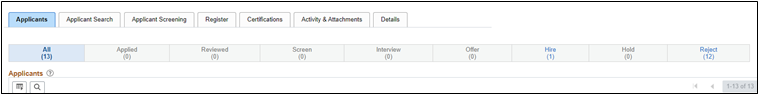 Applicants Applicant Search Applicant Screening Register Certifications Activity & Attachments Details
All Applied Reviewed Screen Interview Offer Hire Hold Reject
(13) (0) (0) (0) (0) (0) (1) (0) (12)
Applicants ?
1-13 of 13